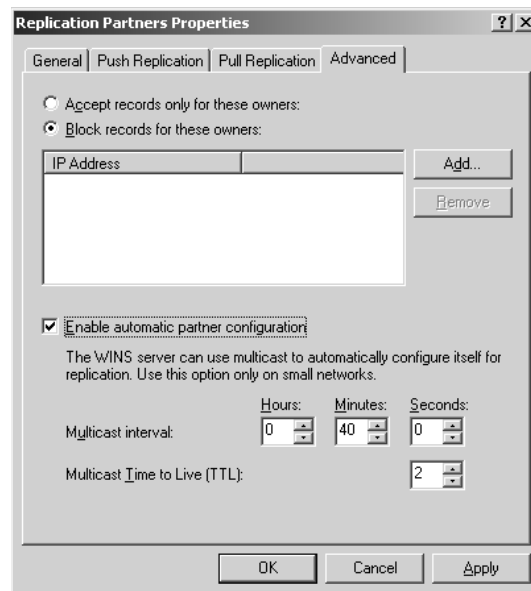 Replication Partners Properties
General Push Replication Pull Replication Advanced
Accept records only for these owners:
Block records for these owners:
IP Address
Add...
Remove
Enable automatic partner configuration
The WINS server can use multicast to automatically configure itself for
replication. Use this option only on small networks.
Hours: Minutes: Seconds:
Multicast interval: 0 40 0
Multicast Time to Live (TTL): 2
OK Cancel Apply